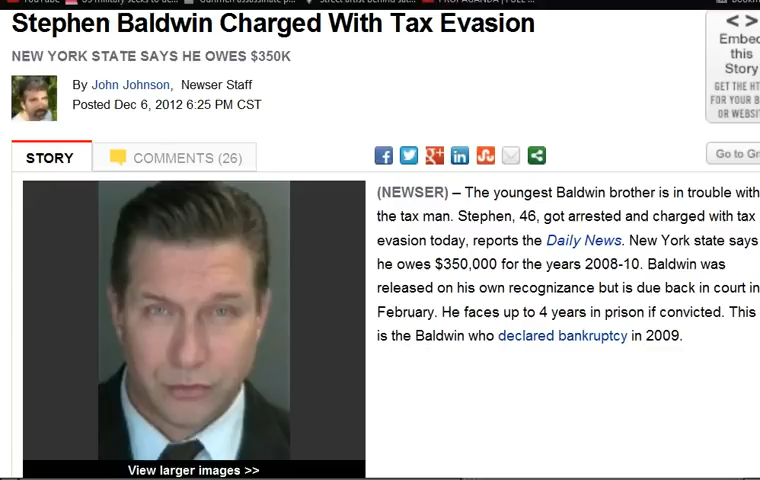 Stephen Baldwin Charged With Tax Evasion
NEW YORK STATE SAYS HE OWES $350K
By John Johnson, Newser Staff
Posted Dec 6, 2012 6:25 PM CST
< >
Embed
this
Story
GET THE HT
FOR YOUR B
OR WEBSI
STORY
COMMENTS (26)
Go to Gr
(NEWSER) – The youngest Baldwin brother is in trouble with
the tax man. Stephen, 46, got arrested and charged with tax
evasion today, reports the Daily News. New York state says
he owes $350,000 for the years 2008-10. Baldwin was
released on his own recognizance but is due back in court in
February. He faces up to 4 years in prison if convicted. This
is the Baldwin who declared bankruptcy in 2009.
View larger images >>